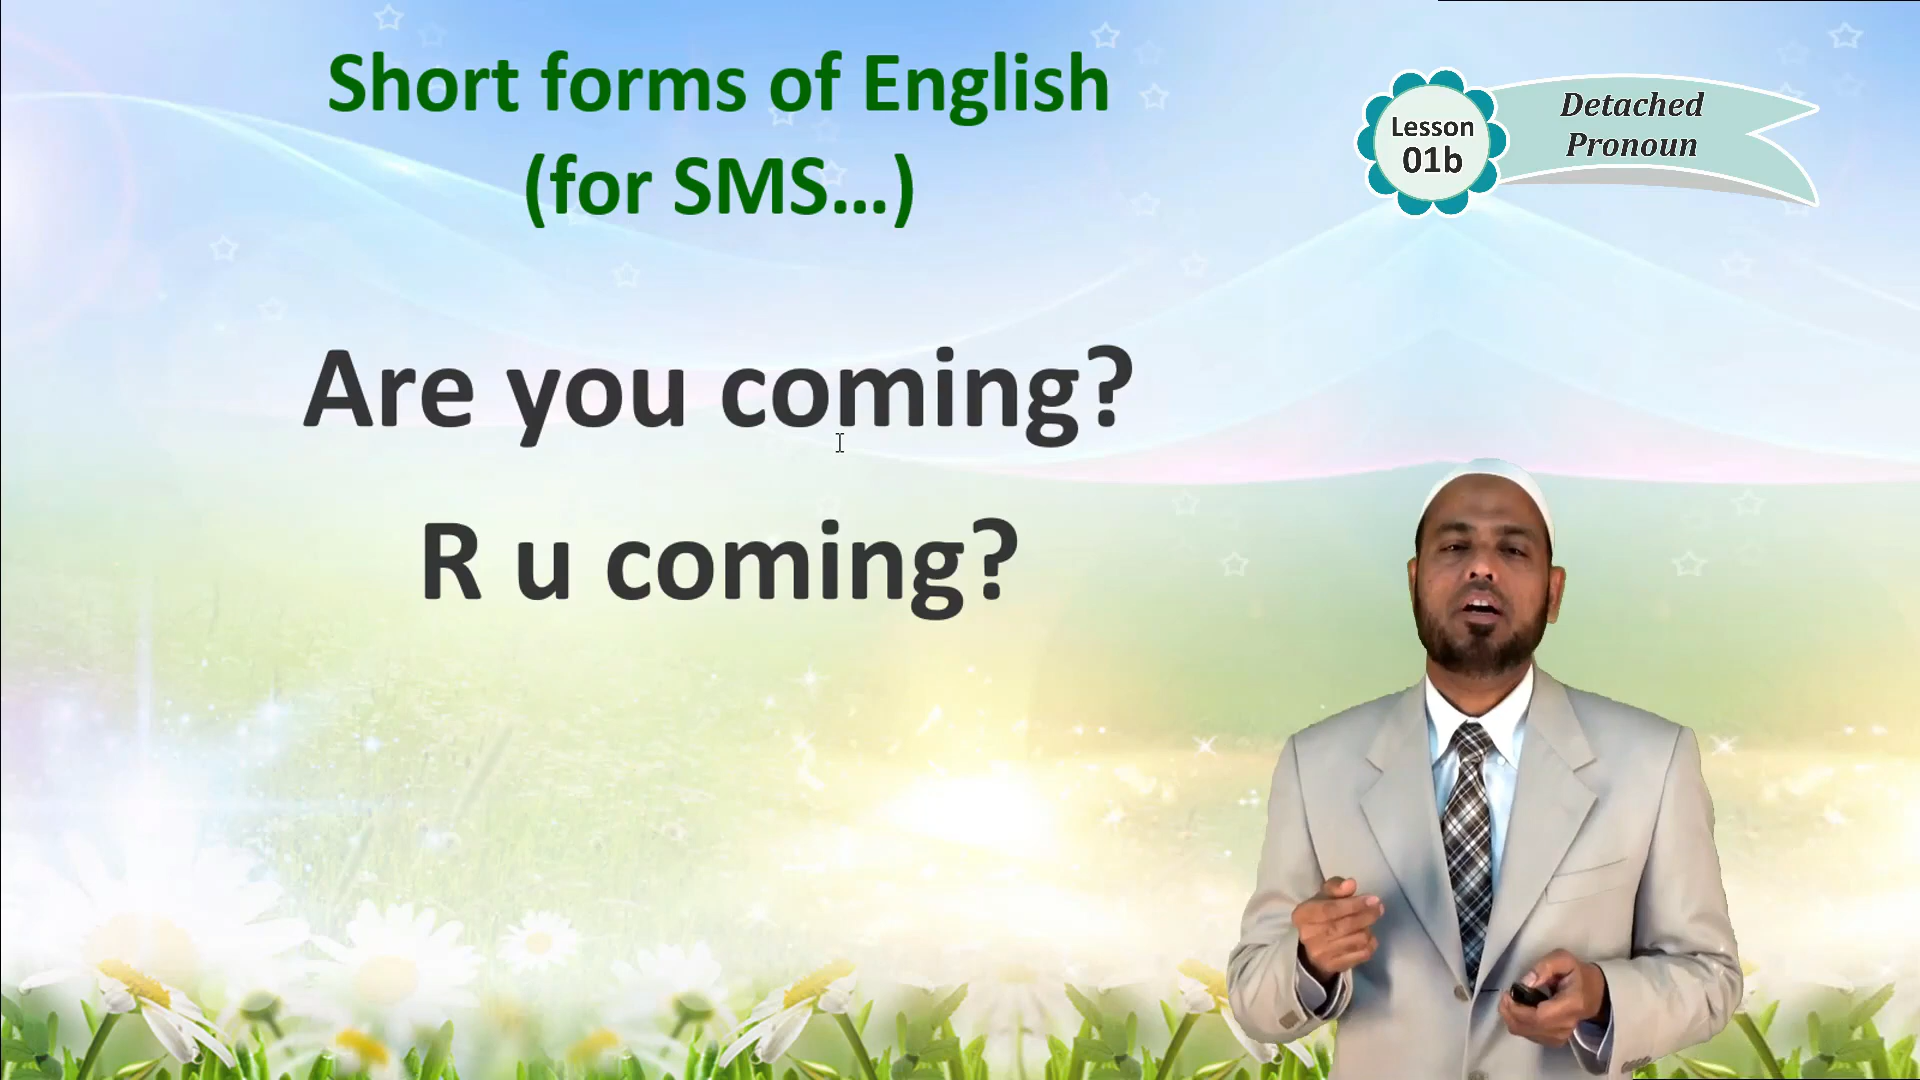 Short forms of English
(for SMS...)
Lesson
01b
Detached
Pronoun
Are you coming?
R u coming?